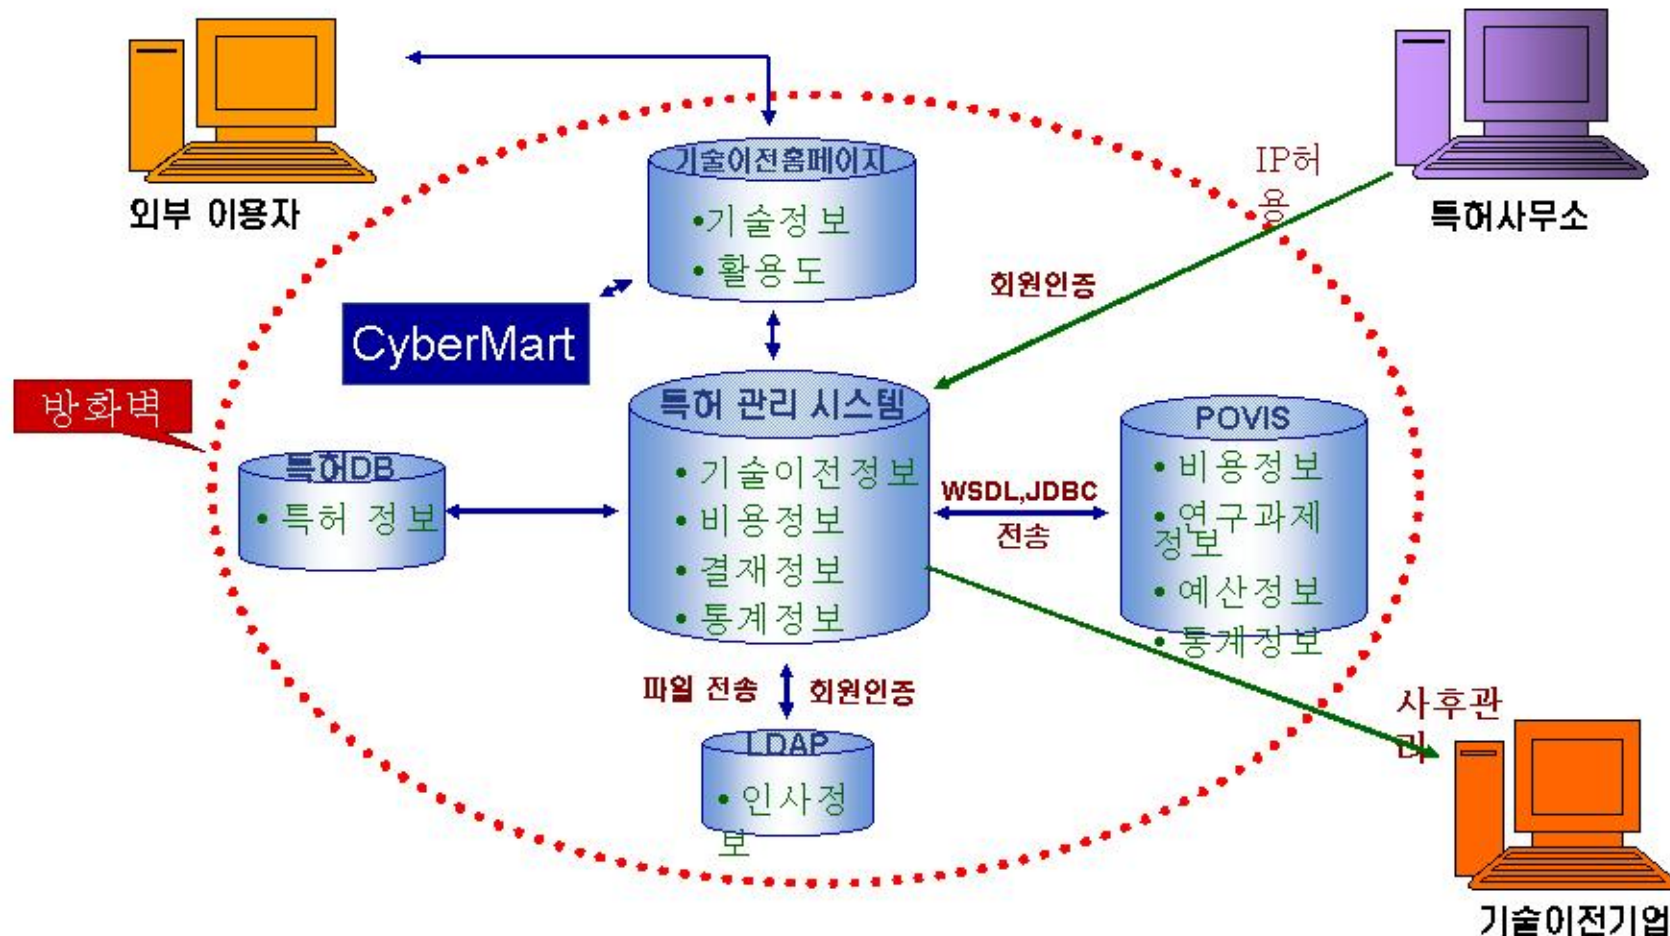 외부 이용자
특허사무소
IP허
용
회원인증
기술이전홈페이지
•기술정보
• 활용도
CyberMart
방화벽
특허DB
• 특허 정보
특허 관리 시스템
• 기술이전정보
• 비용정보
• 결재정보
• 통계정보
WSDL,JDBC
전송
POVIS
• 비용정보
• 연구과제
정보
• 예산정보
• 통계정보
파일 전송
회원인증
LDAP
• 인사정
보
사후관
리
기술이전기업